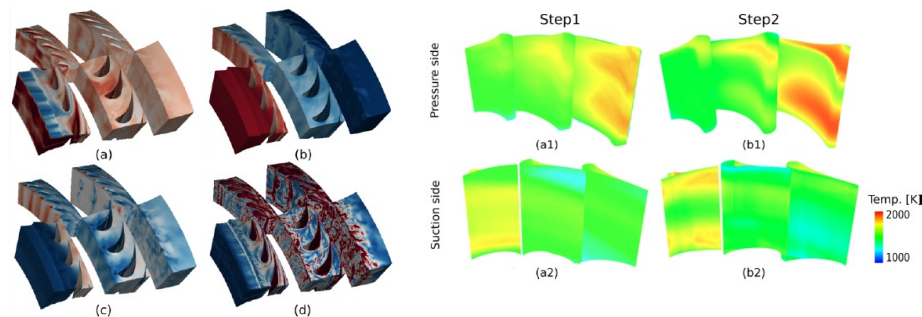 (a)
(b)
(c)
(d)
Step1
Step2
Pressure side
(a1)
(b1)
Suction side
(a2)
(b2)
Temp. [K]
2000
1000